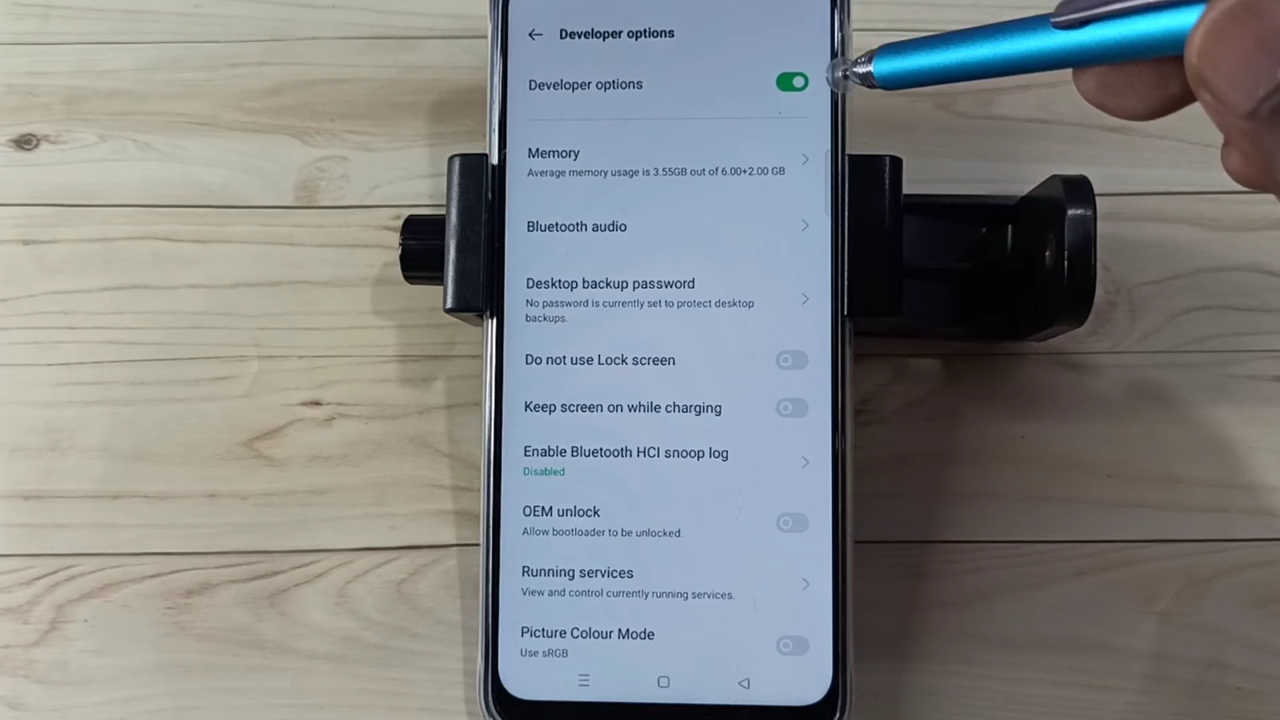 Developer options
Developer options
Memory
Average memory usage is 3.55GB out of 6.00+2.00 GB
Bluetooth audio
Desktop backup password
No password is currently set to protect desktop
backups.
Do not use Lock screen
Keep screen on while charging
Enable Bluetooth HCI snoop log
Disabled
OEM unlock
Allow bootloader to be unlocked.
Running services
View and control currently running services.
Picture Colour Mode
Use sRGB